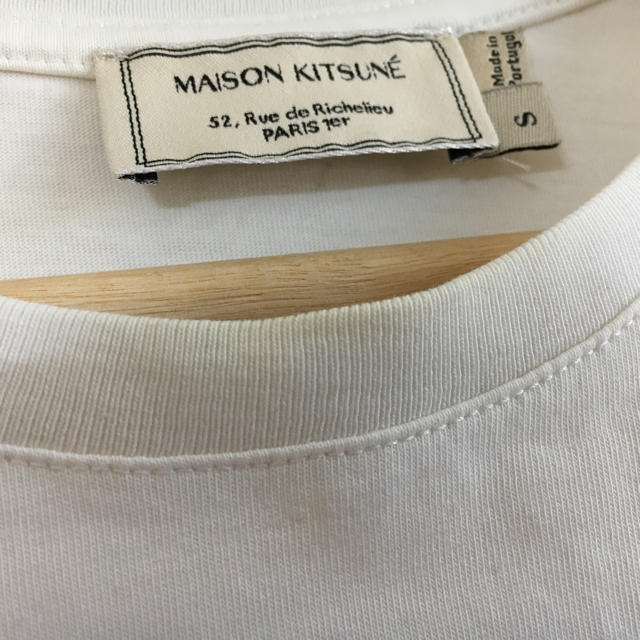 MAISON KITSUNÉ
52, Rue de Richelieu
PARIS 1er
Made in
Portugal
S